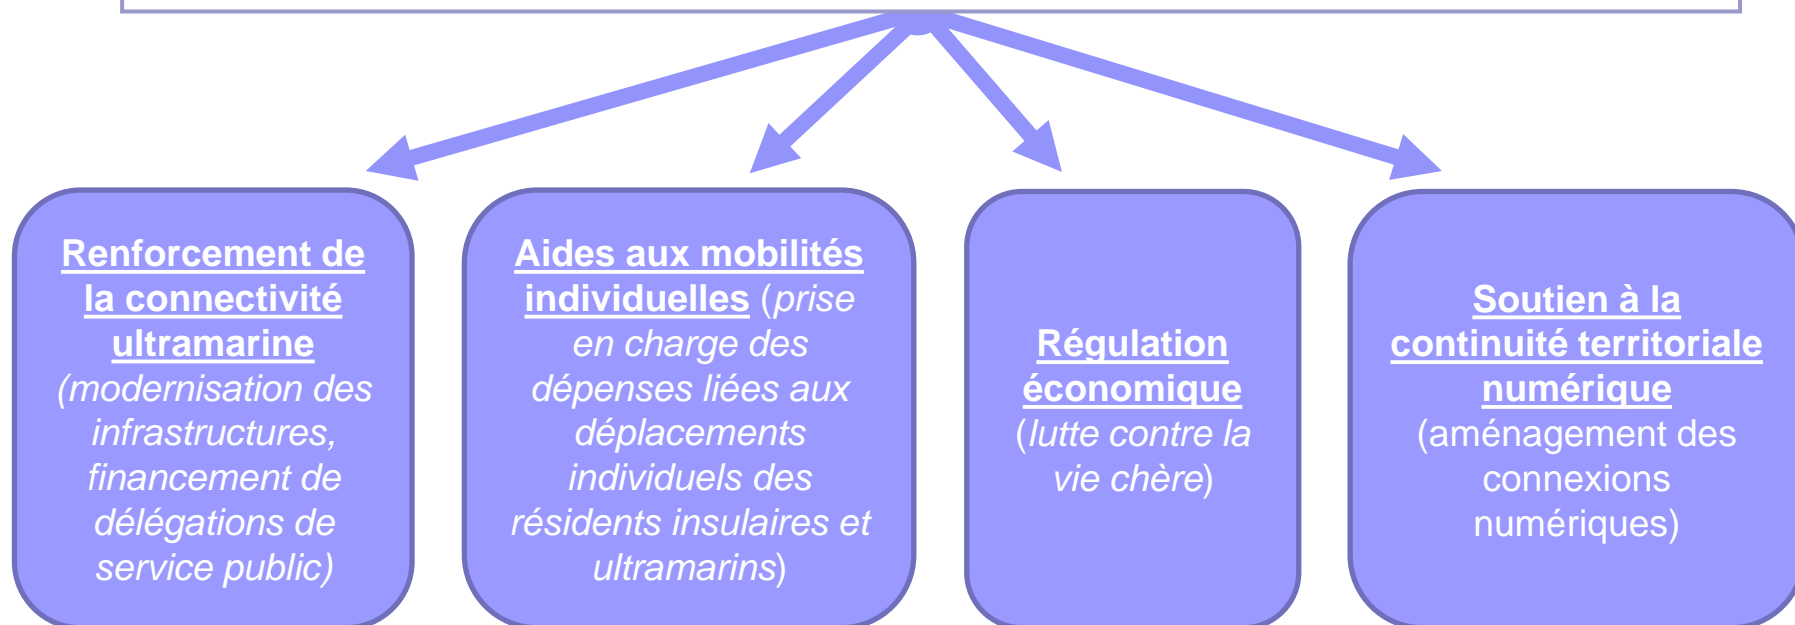 Renforcement de
la connectivité
ultramarine
(modernisation des
infrastructures,
financement de
délégations de
service public)
Aides aux mobilités
individuelles (prise
en charge des
dépenses liées aux
déplacements
individuels des
résidents insulaires et
ultramarins)
Régulation
économique
(lutte contre la
vie chère)
Soutien à la
continuité territoriale
numérique
(aménagement des
connexions
numériques)